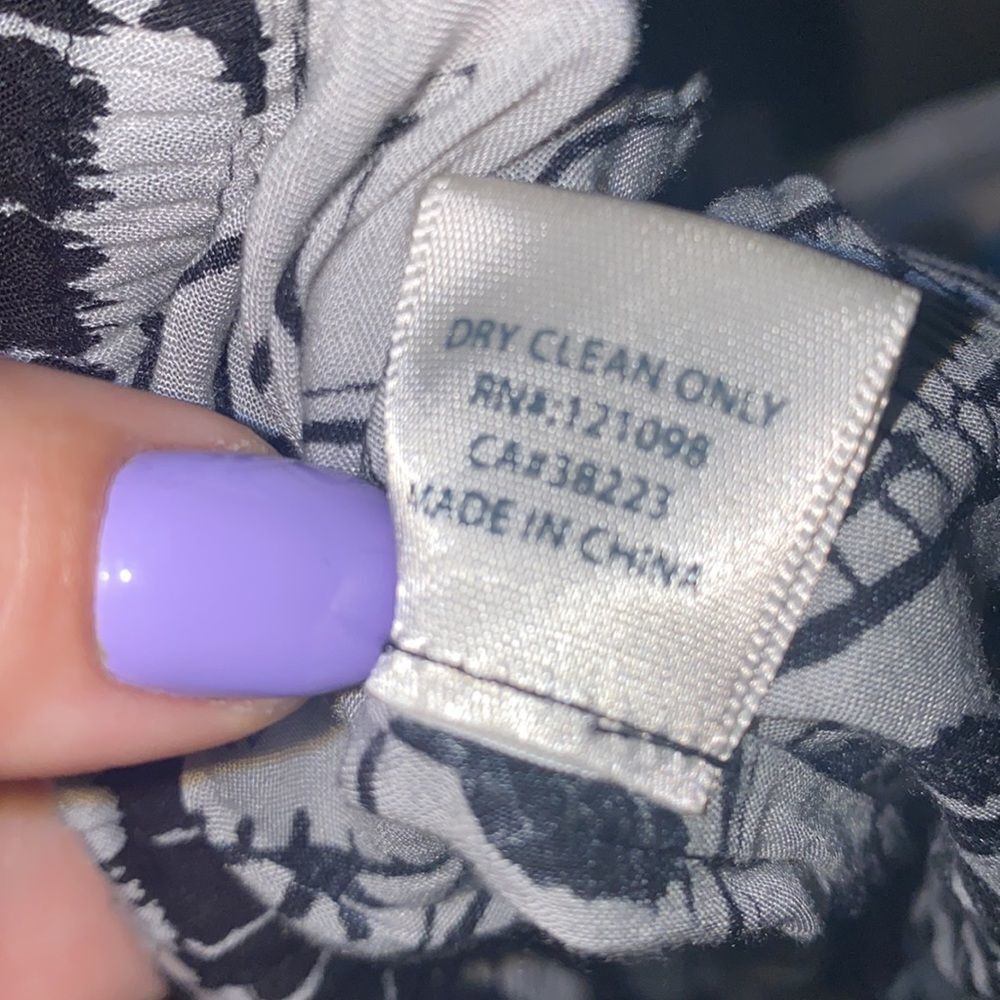 DRY CLEAN ONLY
RN#:121098
CA#38223
MADE IN CHINA